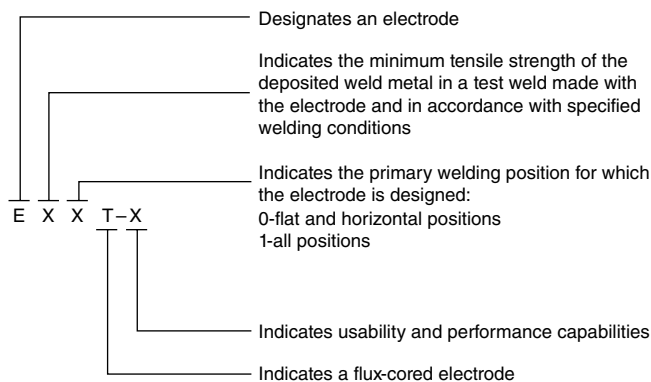 Designates an electrode
Indicates the minimum tensile strength of the
deposited weld metal in a test weld made with
the electrode and in accordance with specified
welding conditions
Indicates the primary welding position for which
the electrode is designed:
0-flat and horizontal positions
1-all positions
E X X T–X
Indicates usability and performance capabilities
Indicates a flux-cored electrode